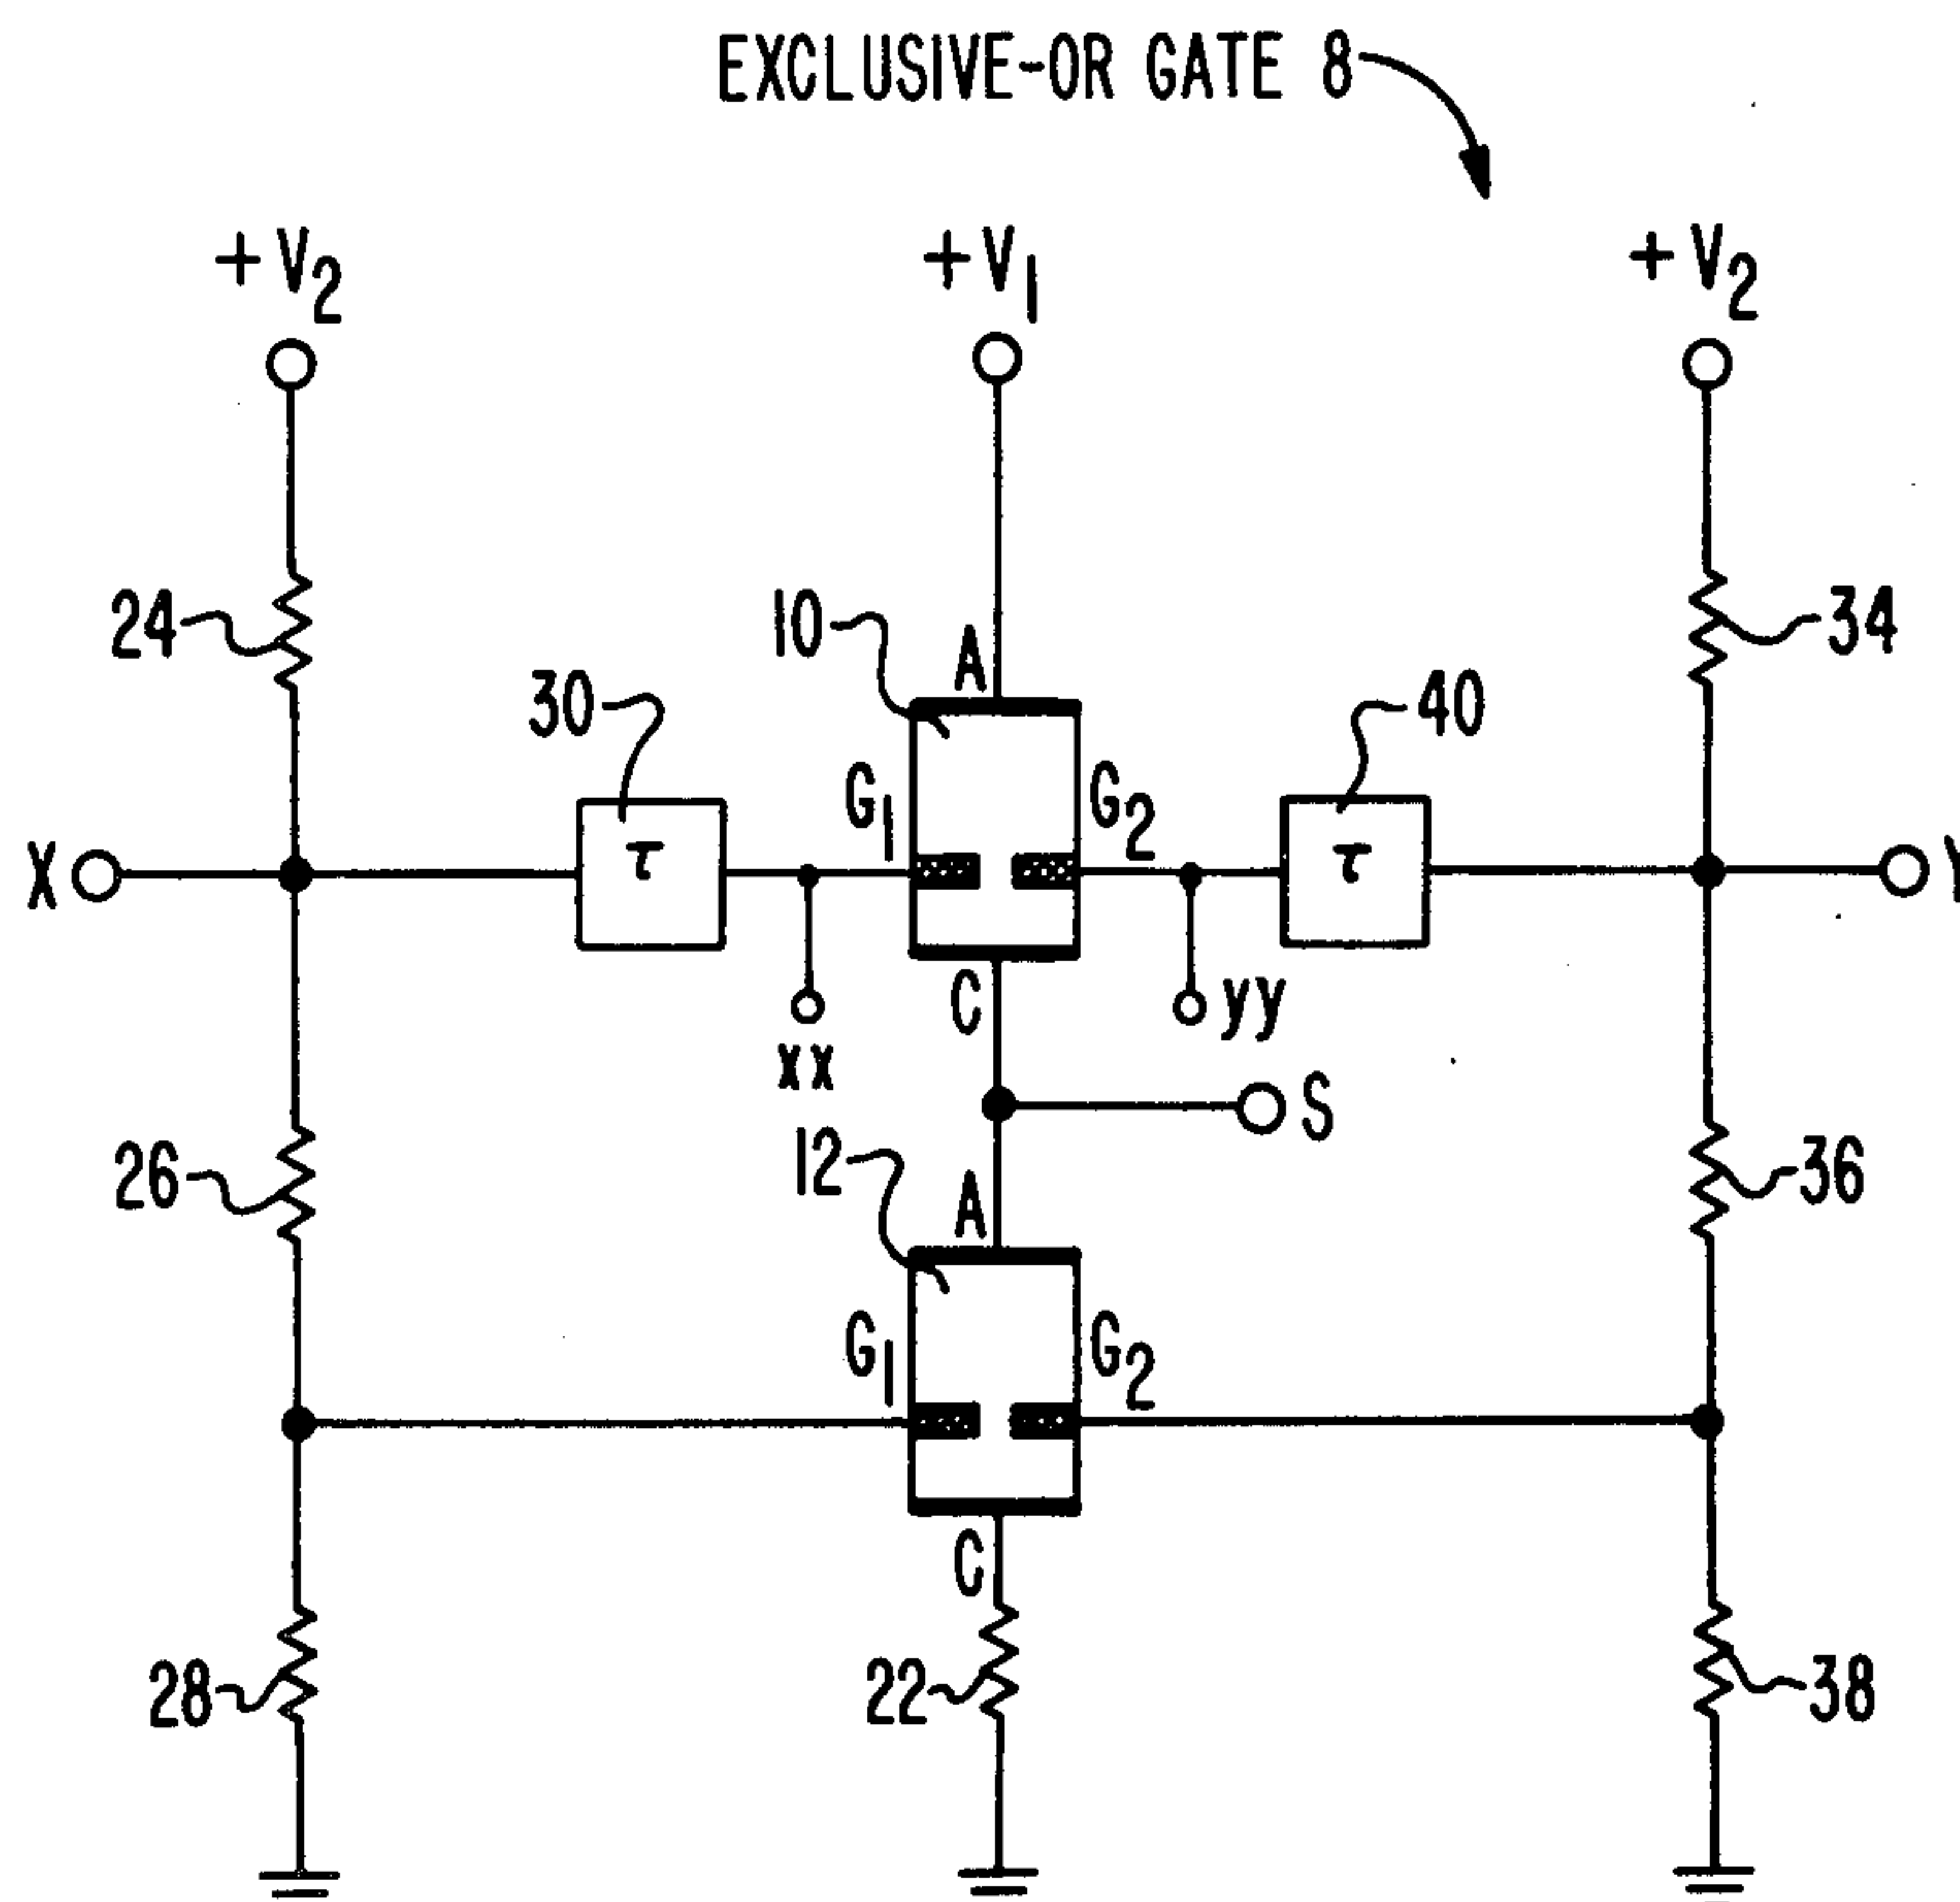 EXCLUSIVE-OR GATE 8
+V2
+V1
+V2
24
10
A
34
30
40
G1
G2
X
τ
τ
Y
C
xx
yy
S
12
A
26
36
G1
G2
C
28
22
38